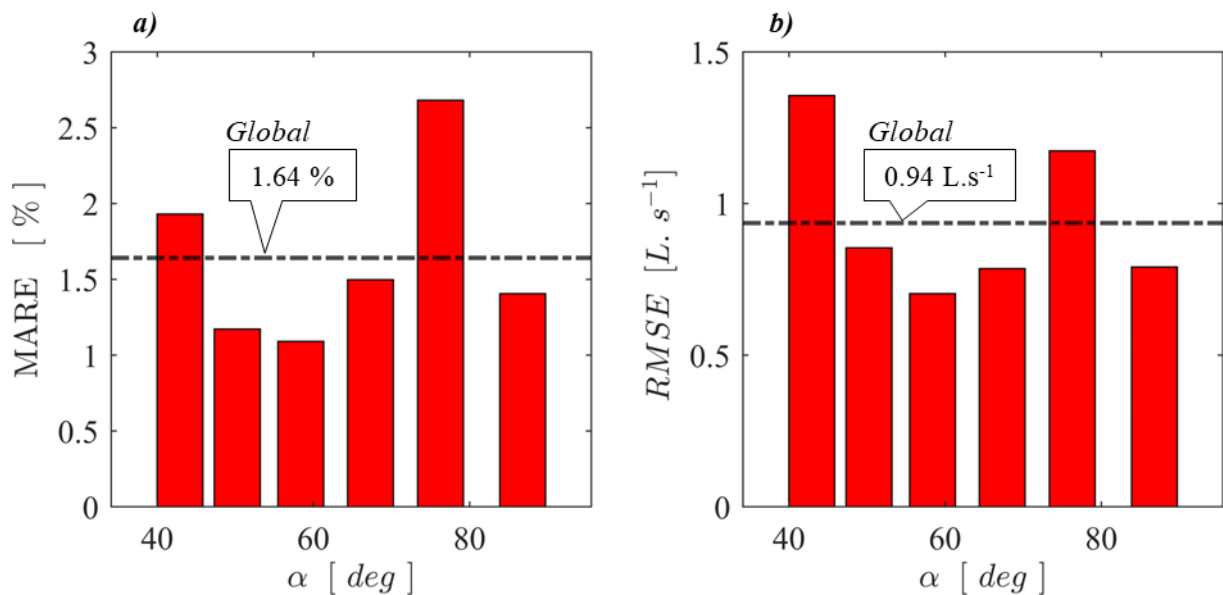 a)
MARE [ % ]
3
2.5
2
1.5
1
0.5
0
Global
1.64 %
40
60
80
α [ deg ]
b)
RMSE [L. s⁻¹]
1.5
1
0.5
0
Global
0.94 L.s⁻¹
40
60
80
α [ deg ]